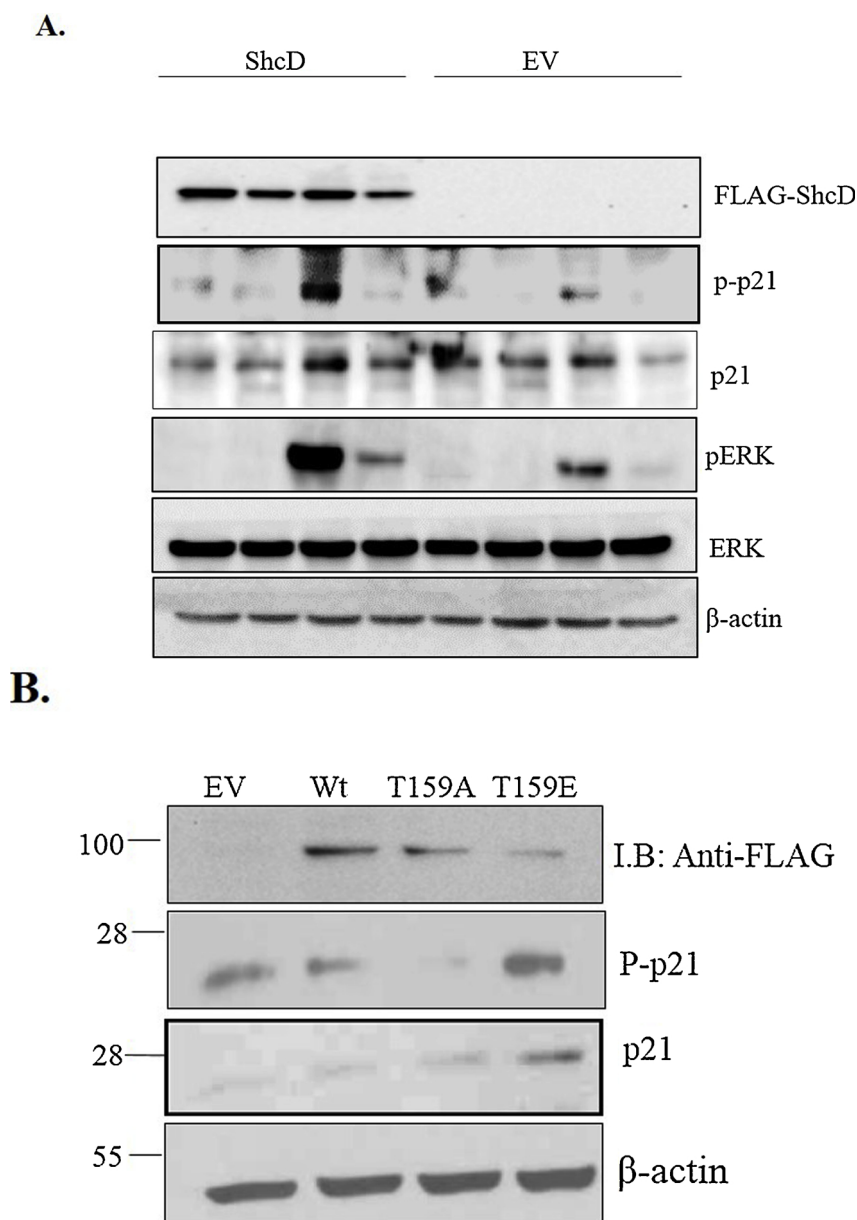 A.
ShcD EV
FLAG-ShcD
p-p21
p21
pERK
ERK
β-actin
B.
EV Wt T159A T159E
100 I.B: Anti-FLAG
28 P-p21
28 p21
55 β-actin